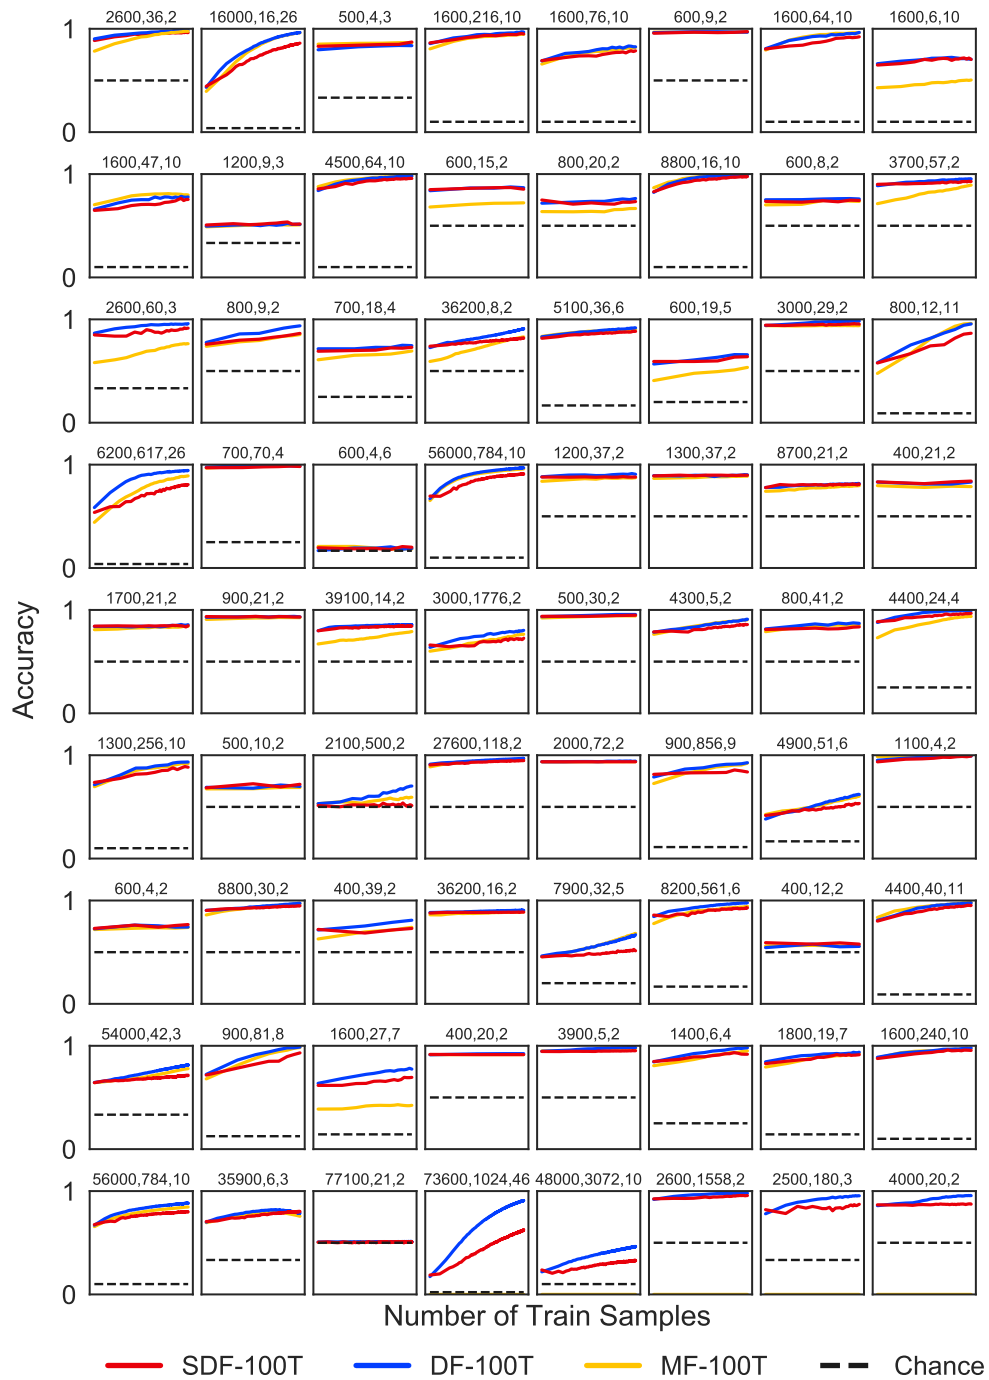 2600,36,2 16000,16,26 500,4,3 1600,216,10 1600,76,10 600,9,2 1600,64,10 1600,6,10
1
0
1600,47,10 1200,9,3 4500,64,10 600,15,2 800,20,2 8800,16,10 600,8,2 3700,57,2
1
0
2600,60,3 800,9,2 700,18,4 36200,8,2 5100,36,6 600,19,5 3000,29,2 800,12,11
1
0
6200,617,26 700,70,4 600,4,6 56000,784,10 1200,37,2 1300,37,2 8700,21,2 400,21,2
1
0
1700,21,2 900,21,2 39100,14,2 3000,1776,2 500,30,2 4300,5,2 800,41,2 4400,24,4
1
0
Accuracy
1300,256,10 500,10,2 2100,500,2 27600,118,2 2000,72,2 900,856,9 4900,51,6 1100,4,2
1
0
600,4,2 8800,30,2 400,39,2 36200,16,2 7900,32,5 8200,561,6 400,12,2 4400,40,11
1
0
54000,42,3 900,81,8 1600,27,7 400,20,2 3900,5,2 1400,6,4 1800,19,7 1600,240,10
1
0
56000,784,10 35900,6,3 77100,21,2 73600,1024,46 48000,3072,10 2600,1558,2 2500,180,3 4000,20,2
1
0
Number of Train Samples
SDF-100T DF-100T MF-100T Chance